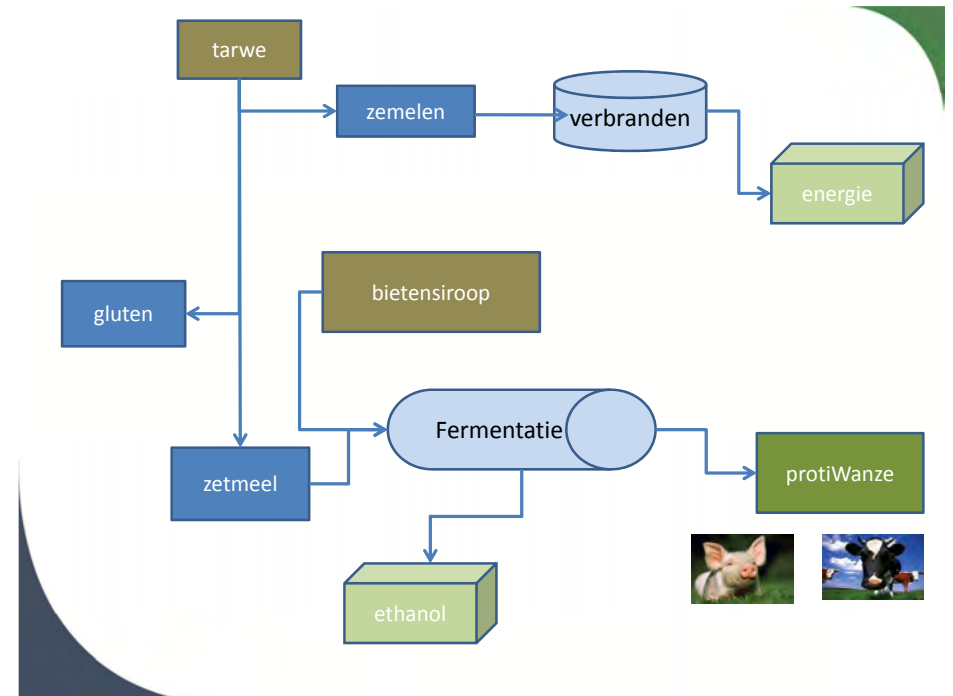 tarwe
zemelen
verbranden
energie
bietensiroop
gluten
Fermentatie
zetmeel
protiWanze
ethanol